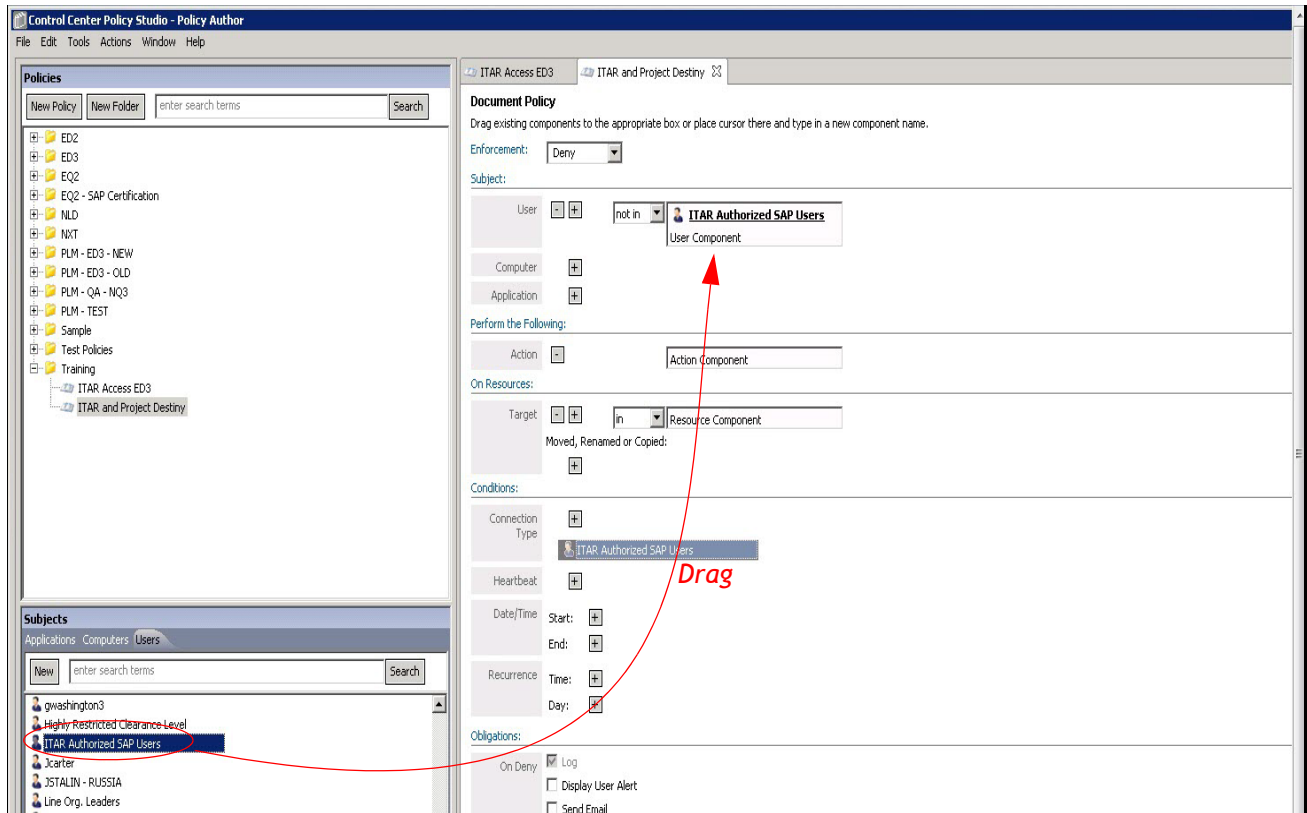 Control Center Policy Studio - Policy Author
File Edit Tools Actions Window Help
Policies
New Policy New Folder enter search terms Search
ED2
ED3
EQ2
EQ2 - SAP Certification
NLD
NXT
PLM - ED3 - NEW
PLM - ED3 - OLD
PLM - QA - NQ3
PLM - TEST
Sample
Test Policies
Training
ITAR Access ED3
ITAR and Project Destiny
Subjects
Applications Computers Users
New enter search terms Search
gwashington3
Highly Restricted Clearance Level
ITAR Authorized SAP Users
Jcarter
JSTALIN - RUSSIA
Line Org. Leaders
ITAR Access ED3 ITAR and Project Destiny
Document Policy
Drag existing components to the appropriate box or place cursor there and type in a new component name.
Enforcement: Deny
Subject:
User - + not in ITAR Authorized SAP Users
User Component
Computer +
Application +
Perform the Following:
Action - Action Component
On Resources:
Target - + in Resource Component
Moved, Renamed or Copied:
+
Conditions:
Connection +
Type
ITAR Authorized SAP Users
Drag
Heartbeat +
Date/Time Start: +
End: +
Recurrence Time: +
Day: +
Obligations:
On Deny Log
Display User Alert
Send Email